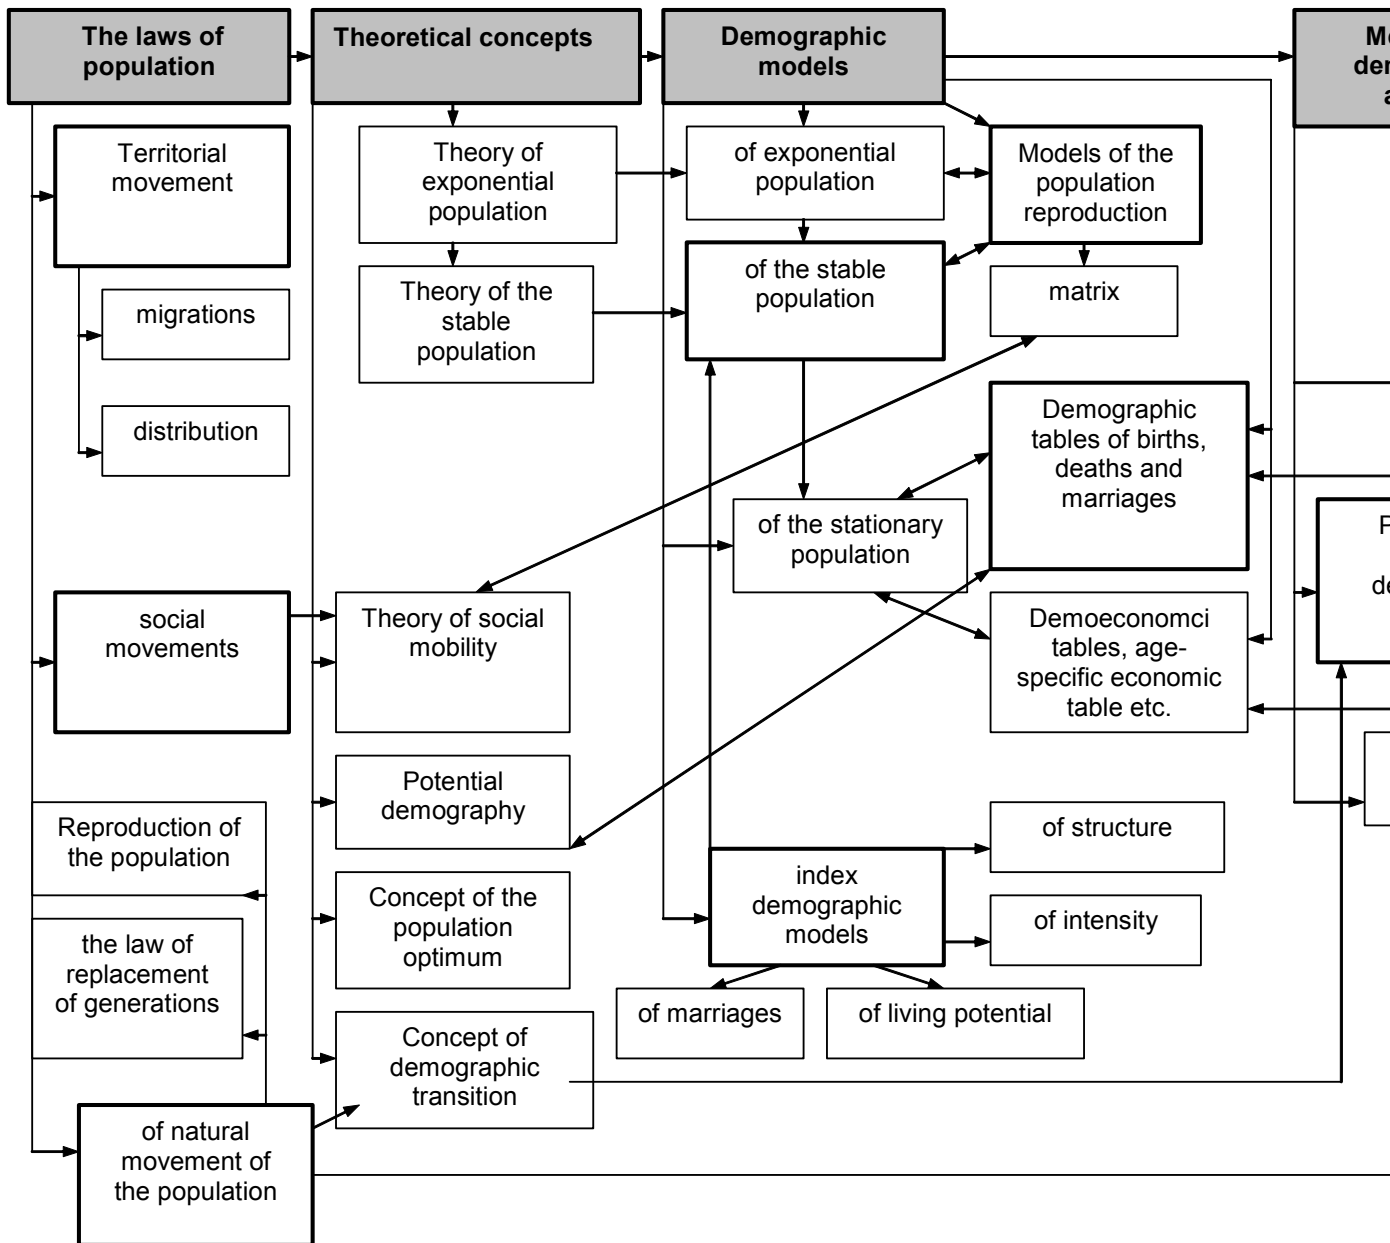 The laws of
population
Theoretical concepts
Demographic
models
Territorial
movement
migrations
distribution
social
movements
Reproduction of
the population
the law of
replacement
of generations
of natural
movement of
the population
Theory of
exponential
population
Theory of the
stable
population
Theory of social
mobility
Potential
demography
Concept of the
population
optimum
Concept of
demographic
transition
of exponential
population
of the stable
population
of the stationary
population
index
demographic
models
of marriages
of living potential
Models of the
population
reproduction
matrix
Demographic
tables of births,
deaths and
marriages
Demoeconomci
tables, age-
specific economic
table etc.
of structure
of intensity